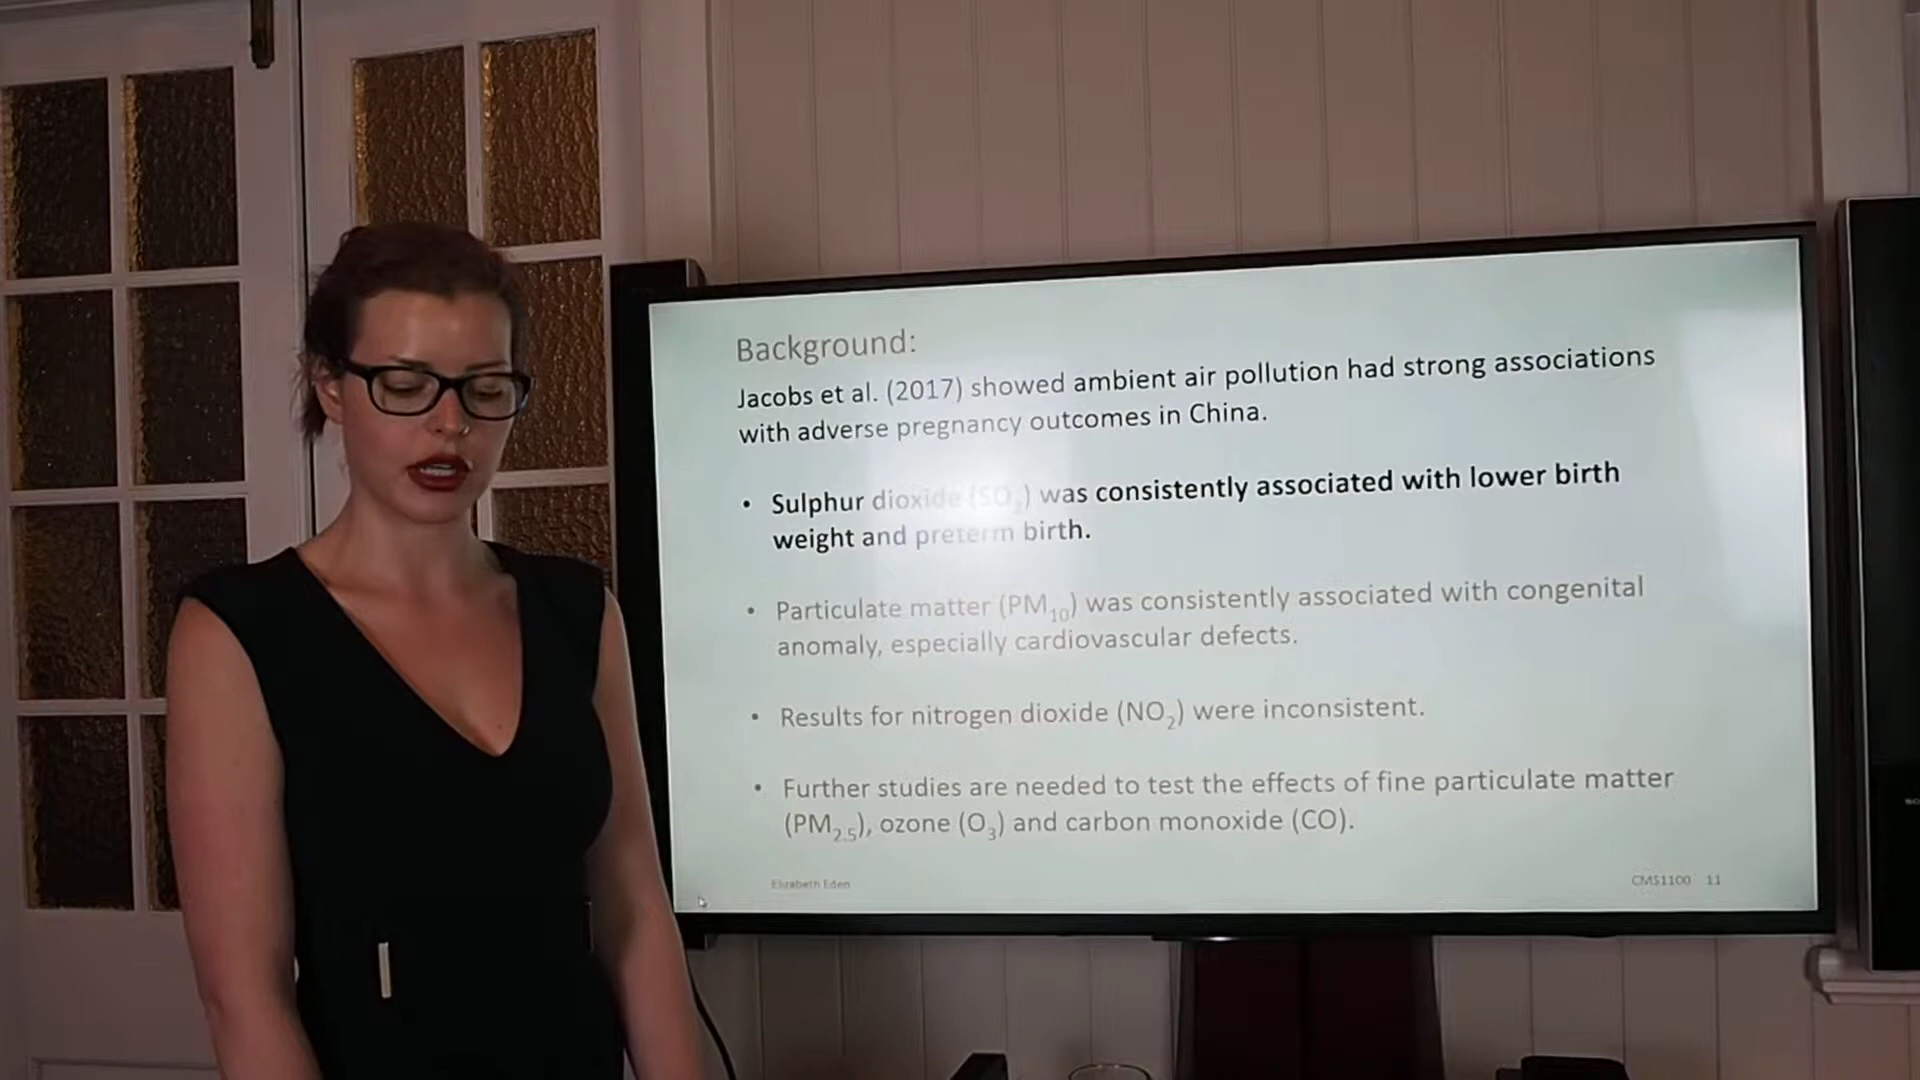 Background:
Jacobs et al. (2017) showed ambient air pollution had strong associations
with adverse pregnancy outcomes in China.
• Sulphur dioxide (SO₂) was consistently associated with lower birth
weight and preterm birth.
• Particulate matter (PM₁₀) was consistently associated with congenital
anomaly, especially cardiovascular defects.
• Results for nitrogen dioxide (NO₂) were inconsistent.
• Further studies are needed to test the effects of fine particulate matter
(PM₂.₅), ozone (O₃) and carbon monoxide (CO).
Elizabeth Eden
CMS1100 11